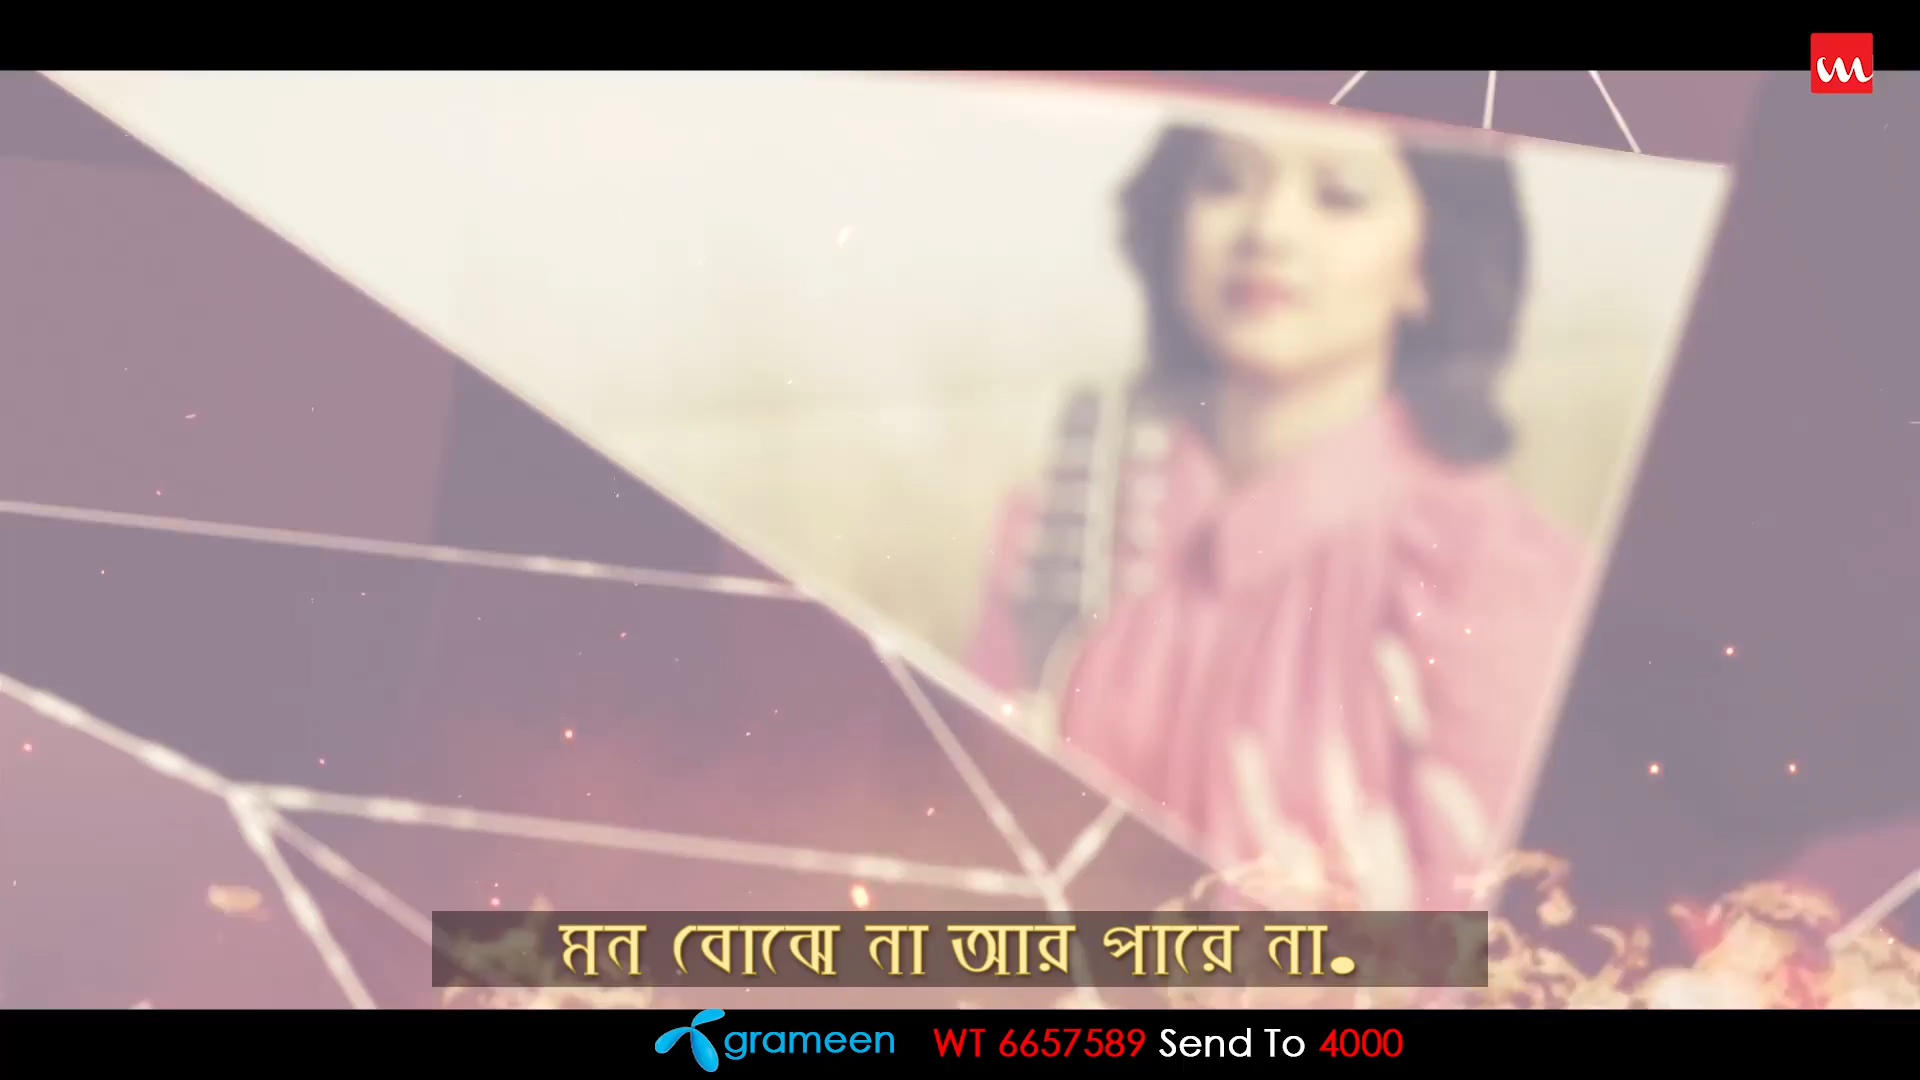 মন বোঝে না আর পারে না.
grameen WT 6657589 Send To 4000